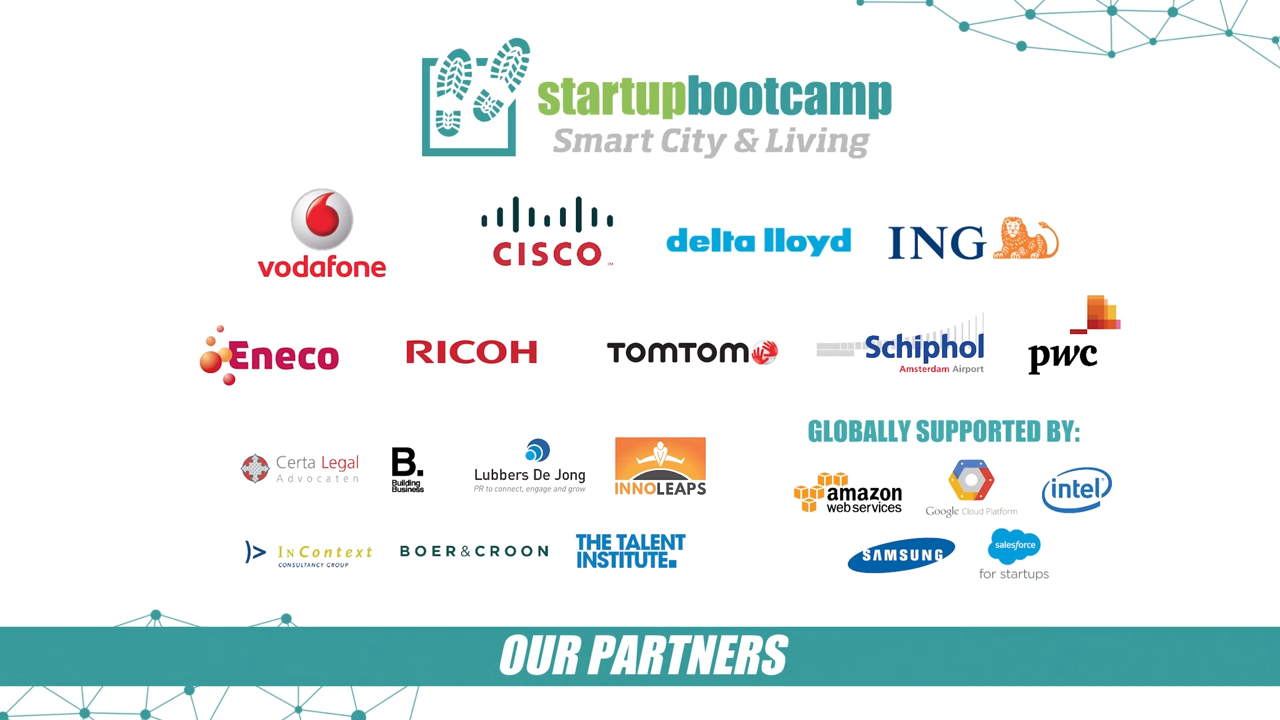 startupbootcamp
Smart City & Living
vodafone
CISCO
delta lloyd
ING
Eneco
RICOH
TOMTOM
Schiphol
Amsterdam Airport
pwc
GLOBALLY SUPPORTED BY:
Certa Legal
Advocaten
B.
Building
Business
Lubbers De Jong
PR to connect, engage and grow
INNOLEAPS
amazon
web services
Google Cloud Platform
intel
InContext
CONSULTANCY GROUP
BOER&CROON
THE TALENT
INSTITUTE.
SAMSUNG
salesforce
for startups
OUR PARTNERS